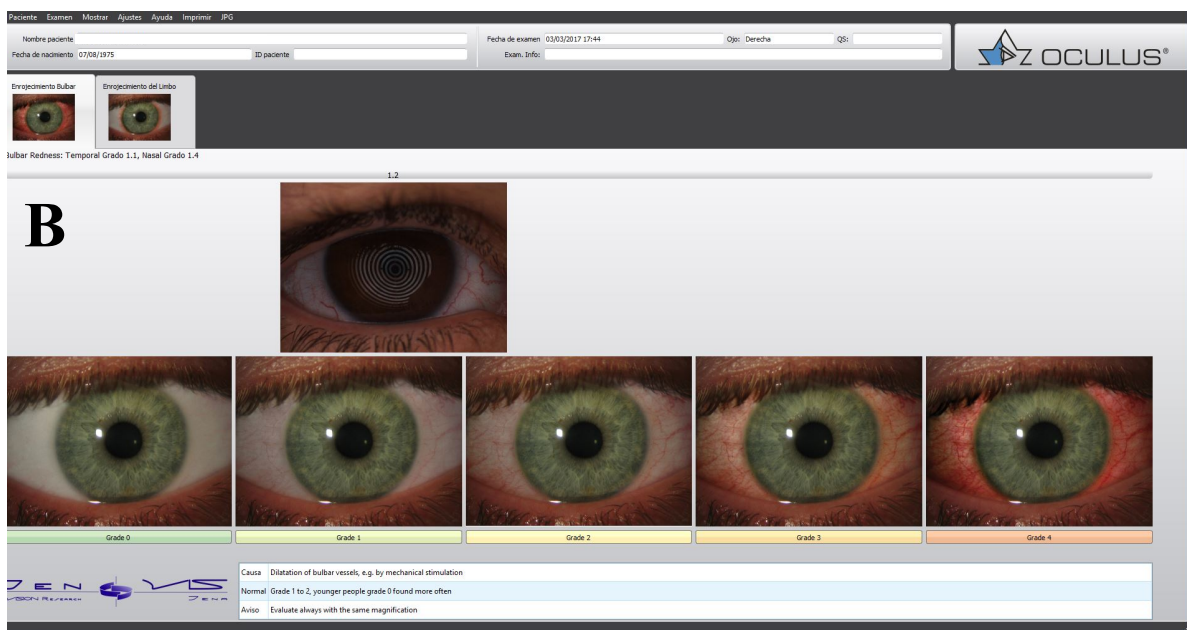 Paciente Examen Mostrar Ajustes Ayuda Imprimir JPG
Nombre paciente
Fecha de examen 03/03/2017 17:44 Ojo: Derecha QS:
Fecha de nacimiento 07/08/1975 ID paciente
Exam. Info:
OCULUS®
Enrojecimiento Bulbar Enrojecimiento del Limbo
Bulbar Redness: Temporal Grado 1.1, Nasal Grado 1.4
1.2
B
Grade 0 Grade 1 Grade 2 Grade 3 Grade 4
JENVIS
Research
Jena
Causa Dilatation of bulbar vessels, e.g. by mechanical stimulation
Normal Grade 1 to 2, younger people grade 0 found more often
Aviso Evaluate always with the same magnification